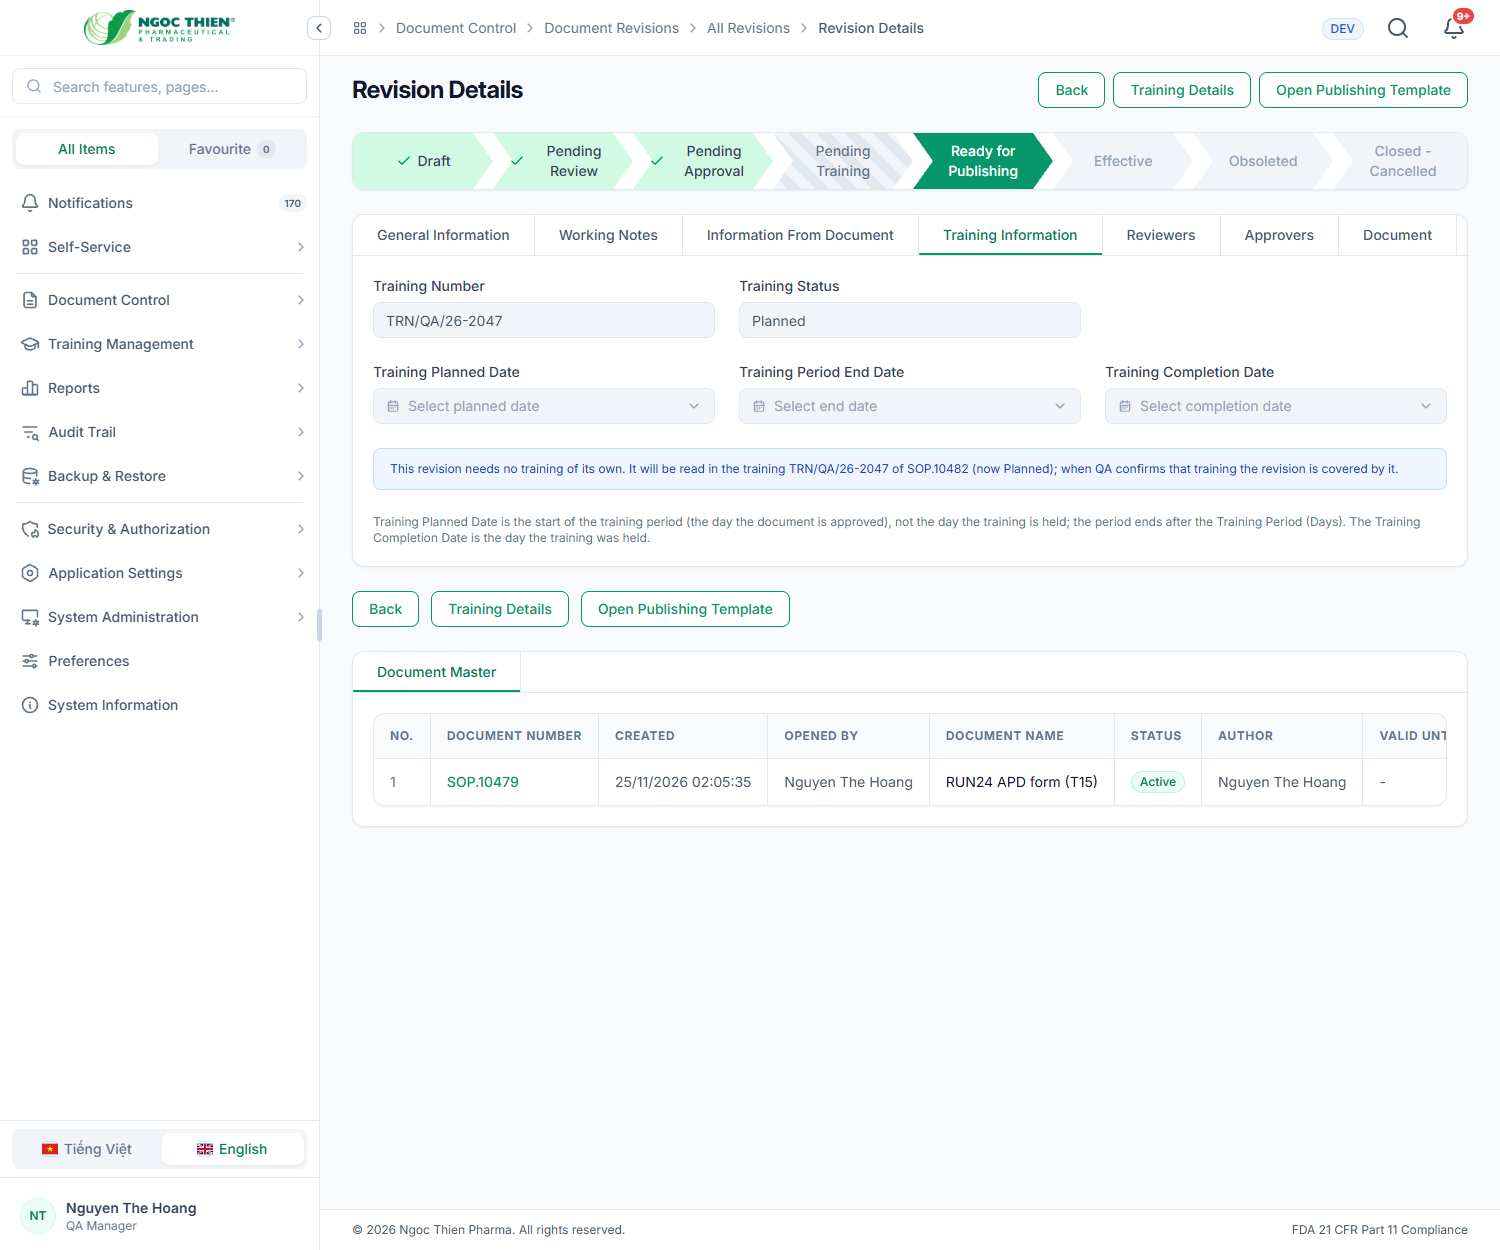 NGOC THIEN®
PHARMACEUTICAL
& TRADING
Search features, pages...
All Items
Favourite 0
Notifications 170
Self-Service
Document Control
Training Management
Reports
Audit Trail
Backup & Restore
Security & Authorization
Application Settings
System Administration
Preferences
System Information
Tiếng Việt
English
NT
Nguyen The Hoang
QA Manager
Document Control
Document Revisions
All Revisions
Revision Details
DEV
9+
Revision Details
Back
Training Details
Open Publishing Template
Draft
Pending Review
Pending Approval
Pending Training
Ready for Publishing
Effective
Obsoleted
Closed - Cancelled
General Information
Working Notes
Information From Document
Training Information
Reviewers
Approvers
Document
Training Number
TRN/QA/26-2047
Training Status
Planned
Training Planned Date
Select planned date
Training Period End Date
Select end date
Training Completion Date
Select completion date
This revision needs no training of its own. It will be read in the training TRN/QA/26-2047 of SOP.10482 (now Planned); when QA confirms that training the revision is covered by it.
Training Planned Date is the start of the training period (the day the document is approved), not the day the training is held; the period ends after the Training Period (Days). The Training
Completion Date is the day the training was held.
Back
Training Details
Open Publishing Template
Document Master
NO. DOCUMENT NUMBER CREATED OPENED BY DOCUMENT NAME STATUS AUTHOR VALID UNT
1 SOP.10479 25/11/2026 02:05:35 Nguyen The Hoang RUN24 APD form (T15) Active Nguyen The Hoang -
© 2026 Ngoc Thien Pharma. All rights reserved.
FDA 21 CFR Part 11 Compliance